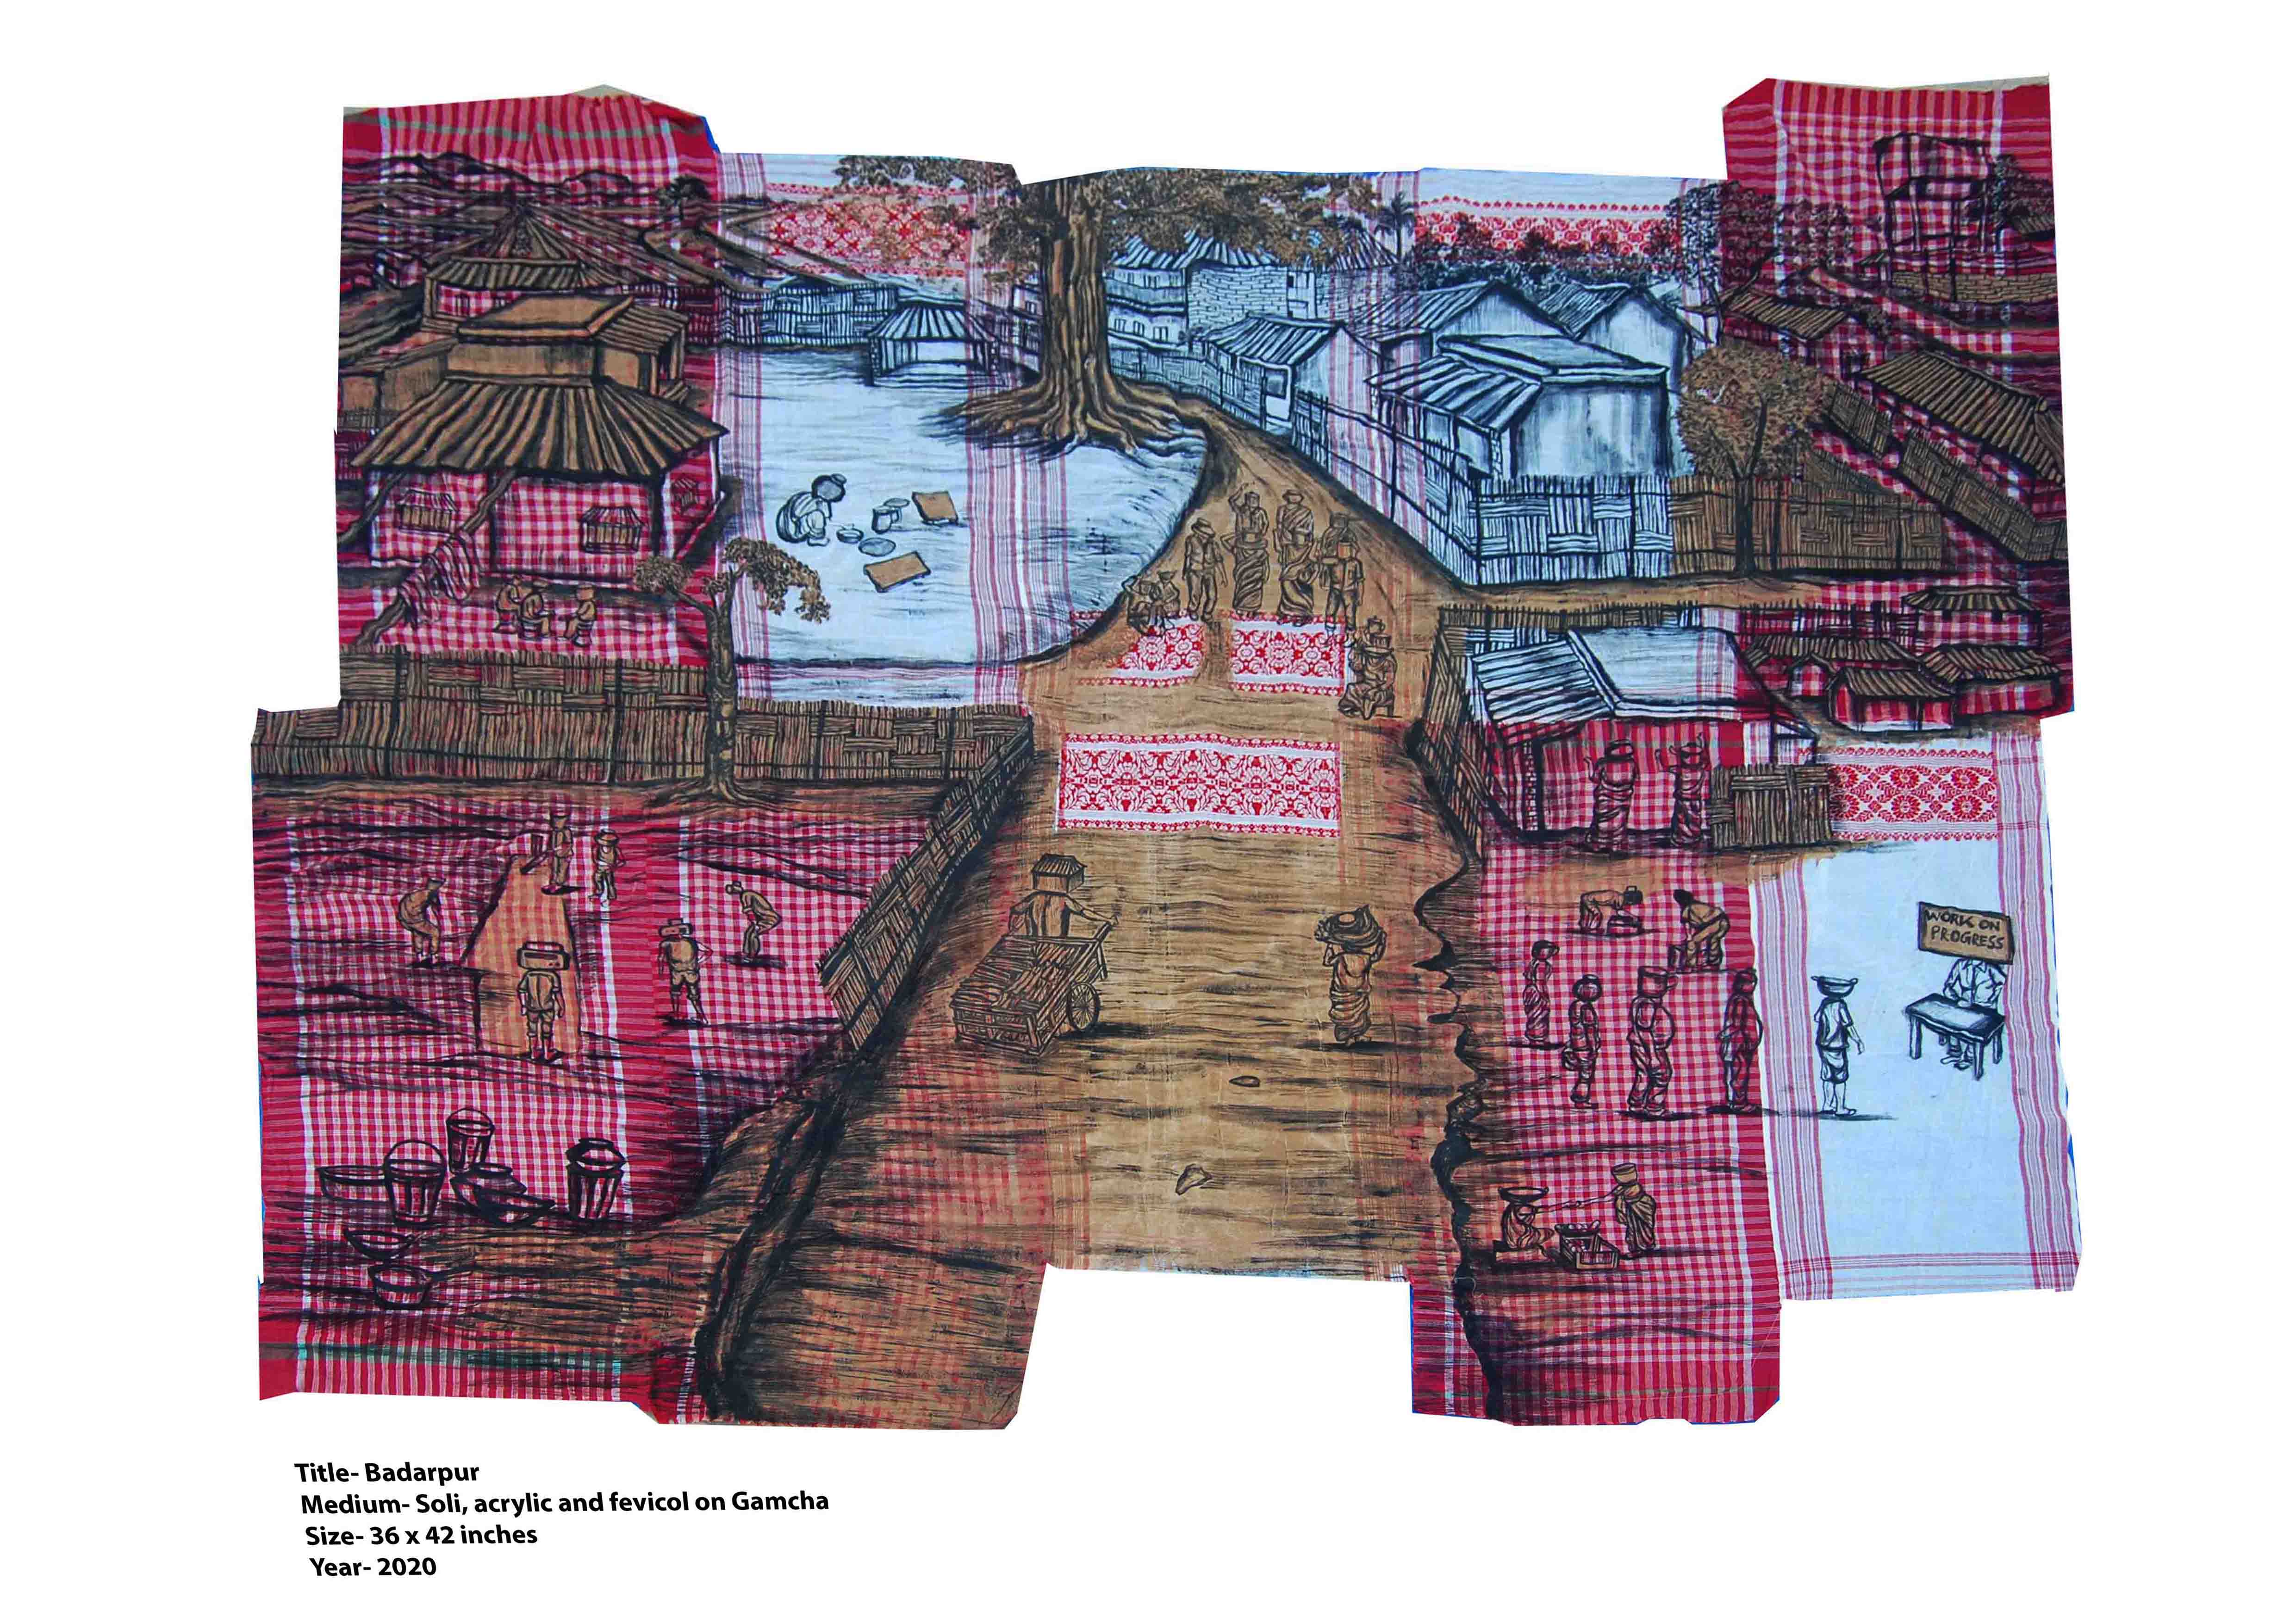 WORK ON
PROGRESS
Title- Badarpur
Medium- Soli, acrylic and fevicol on Gamcha
Size- 36 x 42 inches
Year- 2020